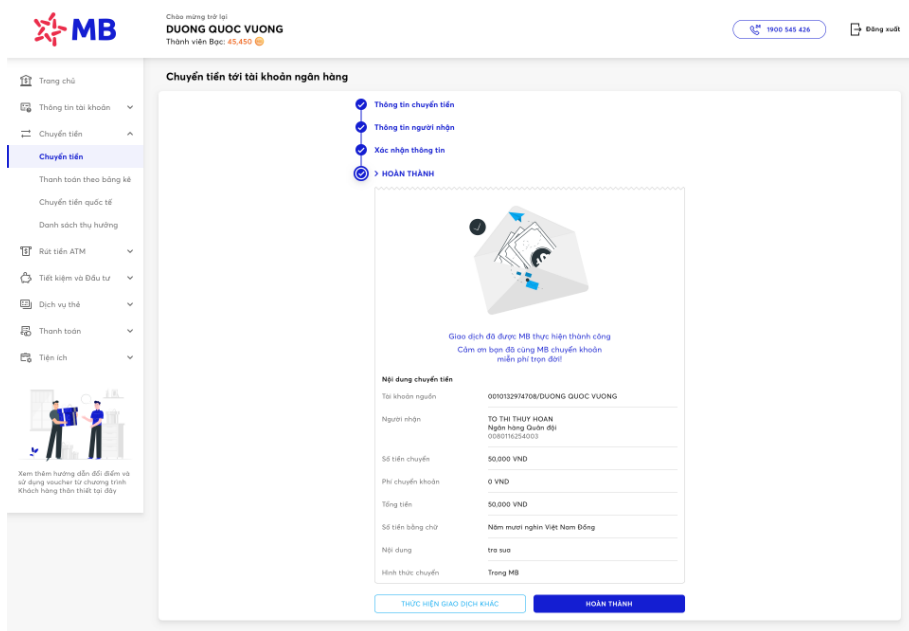 MB
Chào mừng trở lại
DUONG QUOC VUONG
Thành viên Bạc: 45,450
1900 545 426
Đăng xuất
Trang chủ
Thông tin tài khoản
Chuyển tiền
Chuyển tiền
Thanh toán theo bảng kê
Chuyển tiền quốc tế
Danh sách thụ hưởng
Rút tiền ATM
Tiết kiệm và Đầu tư
Dịch vụ thẻ
Thanh toán
Tiện ích
Xem thêm hướng dẫn đổi điểm và
sử dụng voucher từ chương trình
Khách hàng thân thiết tại đây
Chuyển tiền tới tài khoản ngân hàng
Thông tin chuyển tiền
Thông tin người nhận
Xác nhận thông tin
> HOÀN THÀNH
Giao dịch đã được MB thực hiện thành công
Cảm ơn bạn đã cùng MB chuyển khoản
miễn phí trọn đời!
Nội dung chuyển tiền
Tài khoản nguồn 0010132974708/DUONG QUOC VUONG
Người nhận TO THI THUY HOAN
Ngân hàng Quân đội
0080116254003
Số tiền chuyển 50,000 VND
Phí chuyển khoản 0 VND
Tổng tiền 50,000 VND
Số tiền bằng chữ Năm mươi nghìn Việt Nam Đồng
Nội dung tra sua
Hình thức chuyển Trong MB
THỰC HIỆN GIAO DỊCH KHÁC HOÀN THÀNH